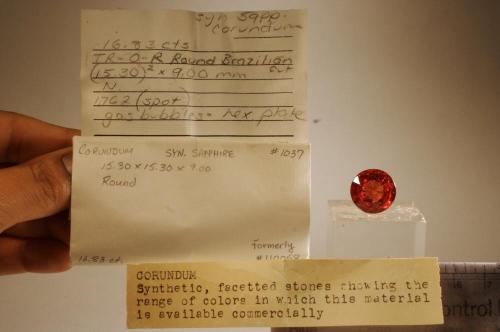 Syn Sapp.
Corundum
16.83 cts
TR-O-R Round Brazilian cut
(15.30)² x 9.00 mm
N
1.762 (spot)
gas bubbles - hex. plate
CORUNDUM SYN. SAPPHIRE #1037
15.30 x 15.30 x 9.00
Round
Formerly
16.83 ct.
CORUNDUM
Synthetic, facetted stones showing the
range of colors in which this material
is available commercially
ontrol